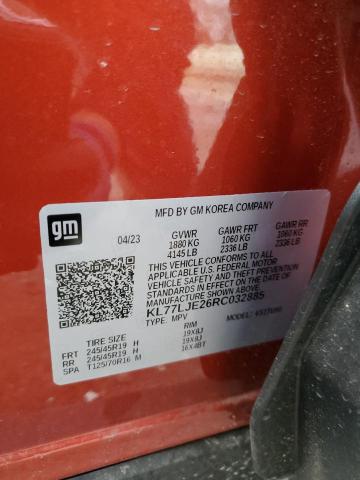 gm
MFD BY GM KOREA COMPANY
04/23 GVWR GAWR FRT GAWR RR
1880 KG 1060 KG 1060 KG
4145 LB 2336 LB 2336 LB
THIS VEHICLE CONFORMS TO ALL
APPLICABLE U.S. FEDERAL MOTOR
VEHICLE SAFETY, BUMPER, AND THEFT
PREVENTION STANDARDS IN EFFECT
ON THE DATE OF
MANUFACTURE SHOWN ABOVE.
KL77LJE26RC032885
TYPE: MPV MODEL:
TIRE SIZE RIM
FRT 245/45R19 H 19X8J
RR 245/45R19 H 19X8J
SPA T125/70R16 M 16X4BT